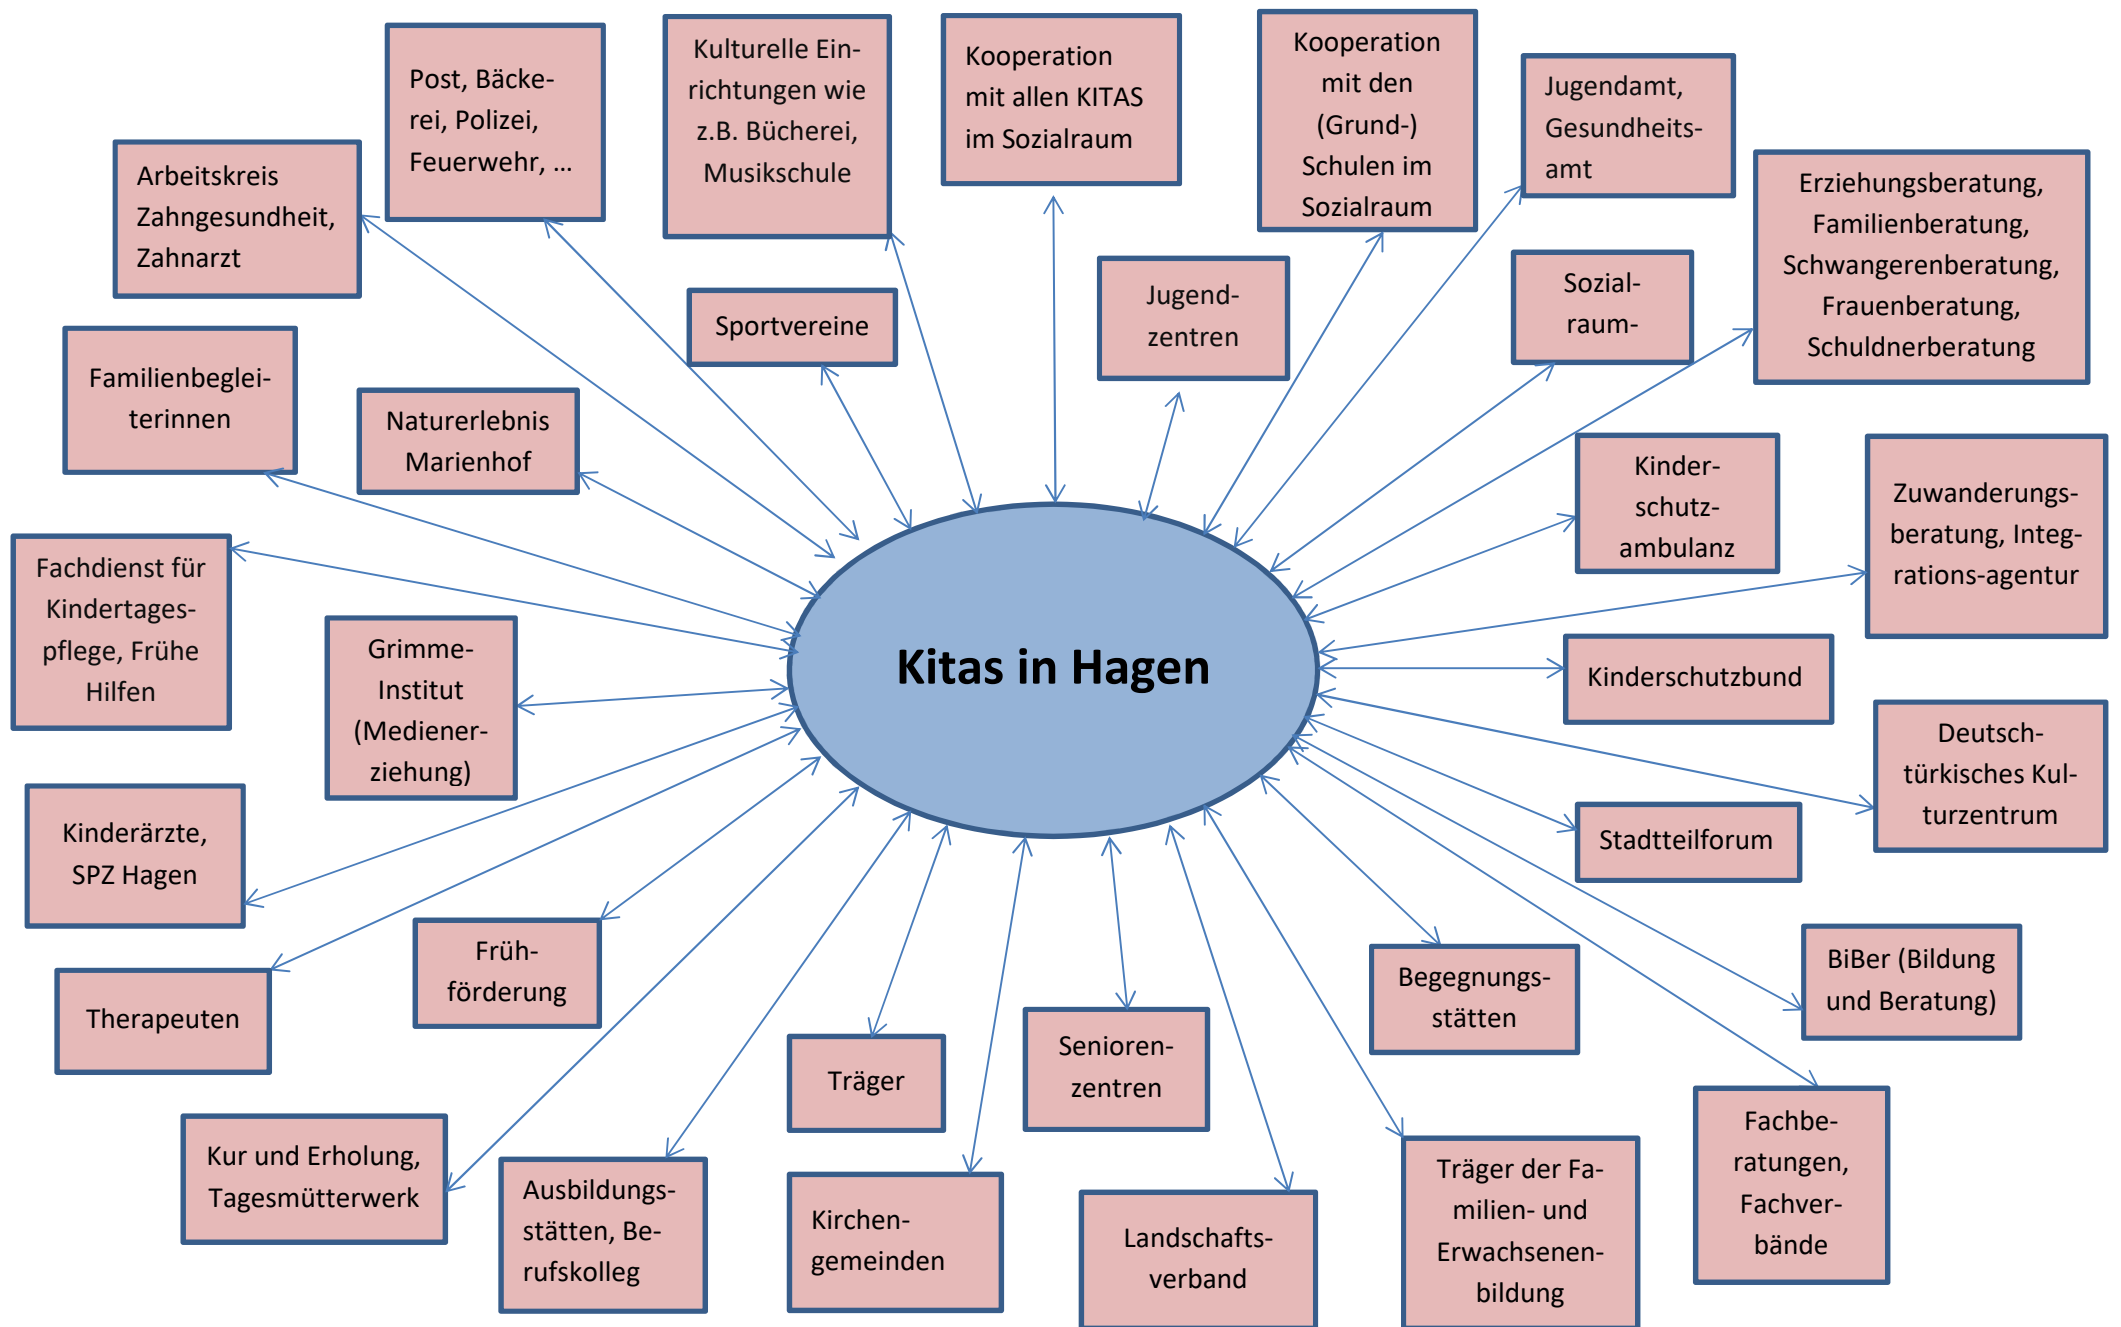 Post, Bäcke-
rei, Polizei,
Feuerwehr, ...
Kulturelle Ein-
richtungen wie
z.B. Bücherei,
Musikschule
Kooperation
mit allen KITAS
im Sozialraum
Kooperation
mit den
(Grund-)
Schulen im
Sozialraum
Jugendamt,
Gesundheits-
amt
Arbeitskreis
Zahngesundheit,
Zahnarzt
Erziehungsberatung,
Familienberatung,
Schwangerenberatung,
Frauenberatung,
Schuldnerberatung
Sportvereine
Jugend-
zentren
Sozial-
raum-
Familienbeglei-
terinnen
Naturerlebnis
Marienhof
Kinder-
schutz-
ambulanz
Zuwanderungs-
beratung, Integ-
rations-agentur
Fachdienst für
Kindertages-
pflege, Frühe
Hilfen
Grimme-
Institut
(Mediener-
ziehung)
Kitas in Hagen
Kinderschutzbund
Deutsch-
türkisches Kul-
turzentrum
Kinderärzte,
SPZ Hagen
Stadtteilforum
Früh-
förderung
Begegnungs-
stätten
BiBer (Bildung
und Beratung)
Therapeuten
Träger
Senioren-
zentren
Kur und Erholung,
Tagesmütterwerk
Ausbildungs-
stätten, Be-
rufskolleg
Kirchen-
gemeinden
Landschafts-
verband
Träger der Fa-
milien- und
Erwachsenen-
bildung
Fachbe-
ratungen,
Fachver-
bände